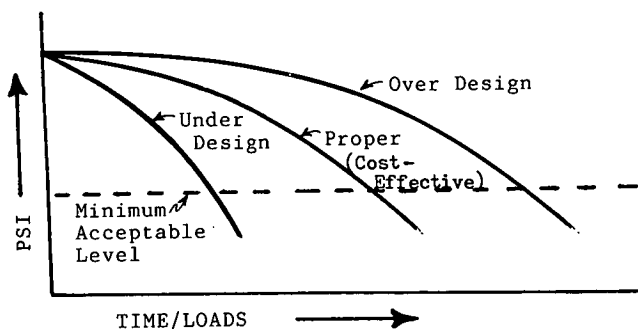 Over Design
Under
Design
Proper
(Cost-
Effective)
Minimum
Acceptable
Level
PSI
TIME/LOADS